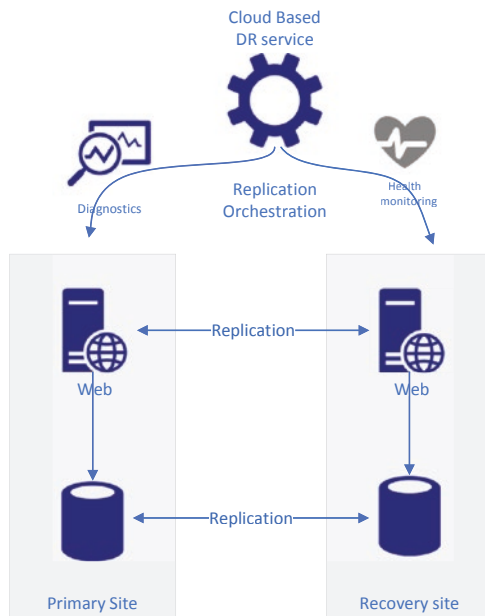 Cloud Based
DR service
Diagnostics
Replication
Orchestration
Health
monitoring
Replication
Web
Web
Replication
Primary Site
Recovery site